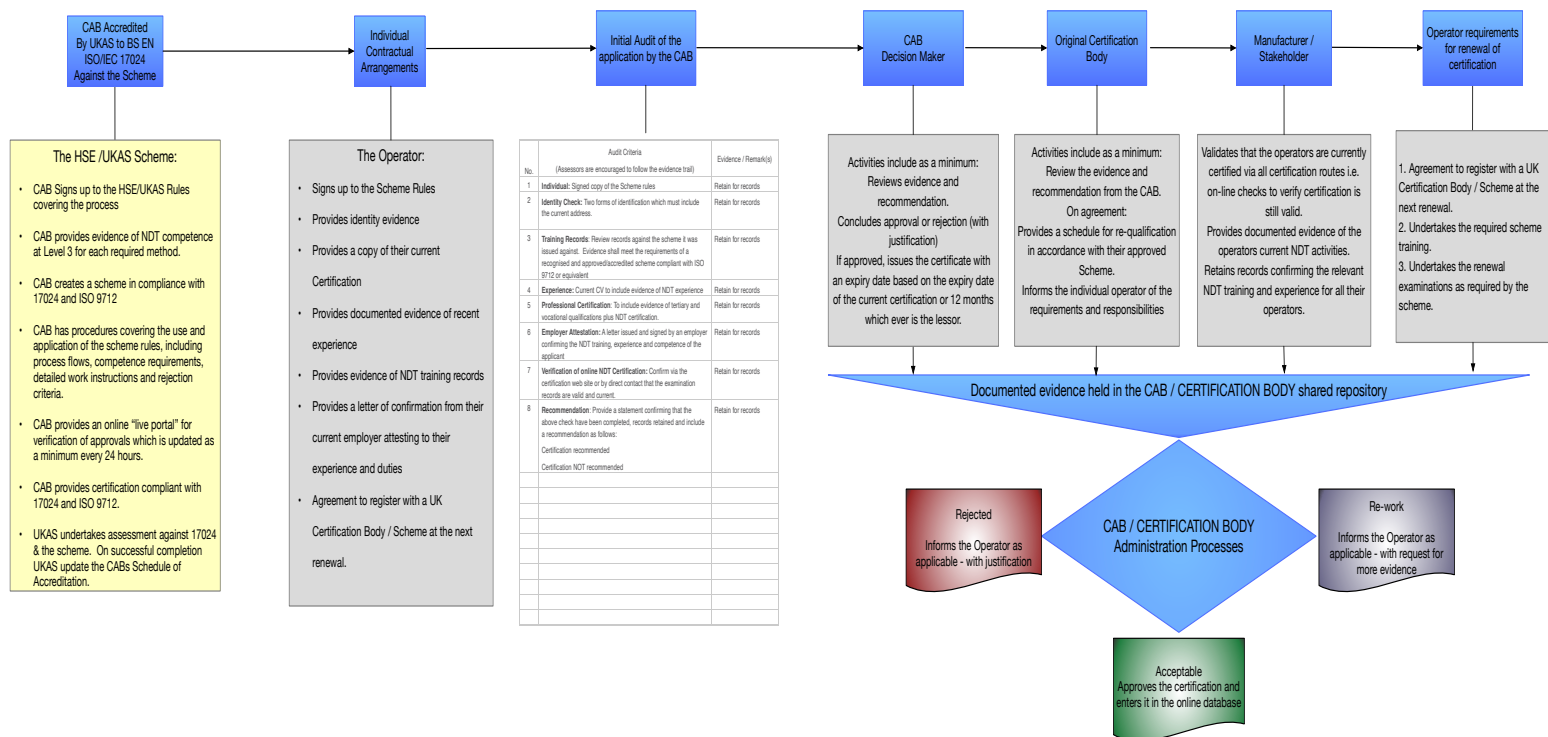 CAB Accredited
By UKAS to BS EN
ISO/IEC 17024
Against the Scheme
Individual
Contractual
Arrangements
Initial Audit of the
application by the CAB
CAB
Decision Maker
Original Certification
Body
Manufacturer /
Stakeholder
Operator requirements
for renewal of
certification
The HSE /UKAS Scheme:
• CAB Signs up to the HSE/UKAS Rules
covering the process
• CAB provides evidence of NDT competence
at Level 3 for each required method.
• CAB creates a scheme in compliance with
17024 and ISO 9712
• CAB has procedures covering the use and
application of the scheme rules, including
process flows, competence requirements,
detailed work instructions and rejection
criteria.
• CAB provides an online “live portal” for
verification of approvals which is updated as
a minimum every 24 hours.
• CAB provides certification compliant with
17024 and ISO 9712.
• UKAS undertakes assessment against 17024
& the scheme. On successful completion
UKAS update the CABs Schedule of
Accreditation.
The Operator:
• Signs up to the Scheme Rules
• Provides identity evidence
• Provides a copy of their current
Certification
• Provides documented evidence of recent
experience
• Provides evidence of NDT training records
• Provides a letter of confirmation from their
current employer attesting to their
experience and duties
• Agreement to register with a UK
Certification Body / Scheme at the next
renewal.
No.
Audit Criteria
(Assessors are encouraged to follow the evidence trail)
Evidence / Remark(s)
1 Individual: Signed copy of the Scheme rules Retain for records
2 Identity Check: Two forms of identification which must include Retain for records
the current address.
3 Training Records: Review records against the scheme it was Retain for records
issued against. Evidence shall meet the requirements of a
recognised and approved/accredited scheme compliant with ISO
9712 or equivalent
4 Experience: Current CV to include evidence of NDT experience Retain for records
5 Professional Certification: To include evidence of tertiary and Retain for records
vocational qualifications plus NDT certification.
6 Employer Attestation: A letter issued and signed by an employer Retain for records
confirming the NDT training, experience and competence of the
applicant
7 Verification of online NDT Certification: Confirm via the Retain for records
certification web site or by direct contact that the examination
records are valid and current.
8 Recommendation: Provide a statement confirming that the Retain for records
above check have been completed, records retained and include
a recommendation as follows:
Certification recommended
Certification NOT recommended
Activities include as a minimum:
Reviews evidence and
recommendation.
Concludes approval or rejection (with
justification)
If approved, issues the certificate with
an expiry date based on the expiry date
of the current certification or 12 months
which ever is the lessor.
Activities include as a minimum:
Review the evidence and
recommendation from the CAB.
On agreement:
Provides a schedule for re-qualification
in accordance with their approved
Scheme.
Informs the individual operator of the
requirements and responsibilities
Validates that the operators are currently
certified via all certification routes i.e.
on-line checks to verify certification is
still valid.
Provides documented evidence of the
operators current NDT activities.
Retains records confirming the relevant
NDT training and experience for all their
operators.
1. Agreement to register with a UK
Certification Body / Scheme at the
next renewal.
2. Undertakes the required scheme
training.
3. Undertakes the renewal
examinations as required by the
scheme.
Documented evidence held in the CAB / CERTIFICATION BODY shared repository
Rejected
Informs the Operator as
applicable - with justification
CAB / CERTIFICATION BODY
Administration Processes
Re-work
Informs the Operator as
applicable - with request for
more evidence
Acceptable
Approves the certification and
enters it in the online database